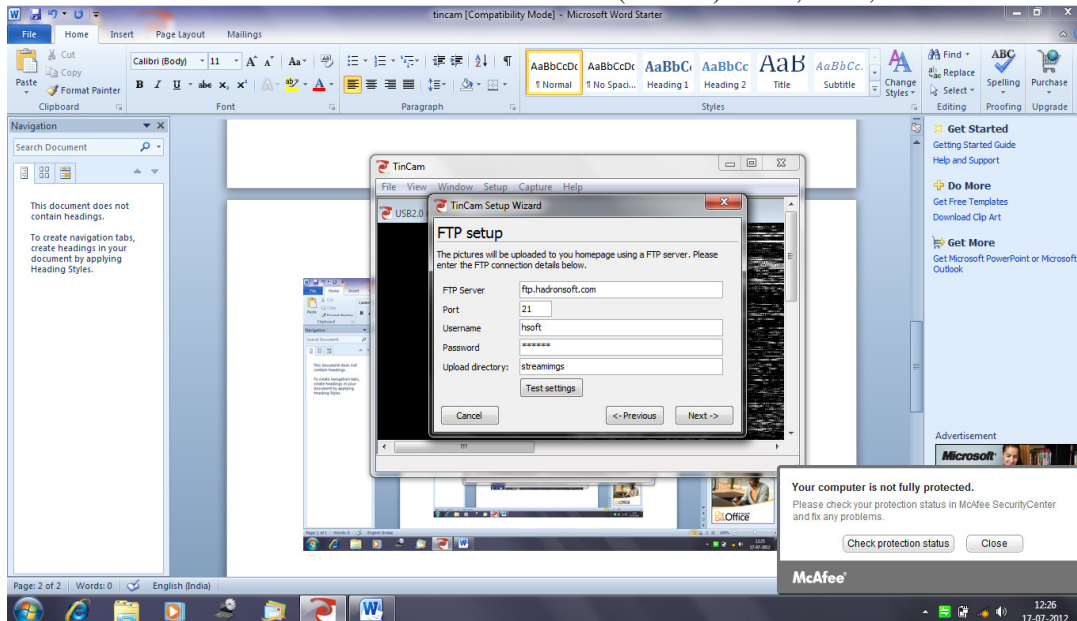 tincam [Compatibility Mode] - Microsoft Word Starter
File Home Insert Page Layout Mailings
Cut
Copy
Format Painter
Paste
Calibri (Body) 11
Clipboard Font Paragraph Styles Editing Proofing Upgrade
AaBbCcDc AaBbCcDc AaBbC AaBbCc AaB AaBbCc.
¶ Normal ¶ No Spaci... Heading 1 Heading 2 Title Subtitle
Change Styles
Find
Replace
Select
Spelling
Purchase
Navigation
Search Document
This document does not
contain headings.
To create navigation tabs,
create headings in your
document by applying
Heading Styles.
TinCam
File View Window Setup Capture Help
USB2.0
TinCam Setup Wizard
FTP setup
The pictures will be uploaded to you homepage using a FTP server. Please
enter the FTP connection details below.
FTP Server ftp.hadronsoft.com
Port 21
Username hsoft
Password ******
Upload directory: streamimgs
Test settings
Cancel <- Previous Next ->
Get Started
Getting Started Guide
Help and Support
Do More
Get Free Templates
Download Clip Art
Get More
Get Microsoft PowerPoint or Microsoft
Outlook
Advertisement
Microsoft
Office
Your computer is not fully protected.
Please check your protection status in McAfee SecurityCenter
and fix any problems.
Check protection status Close
McAfee
Page: 2 of 2 Words: 0 English (India)
12:26
17-07-2012